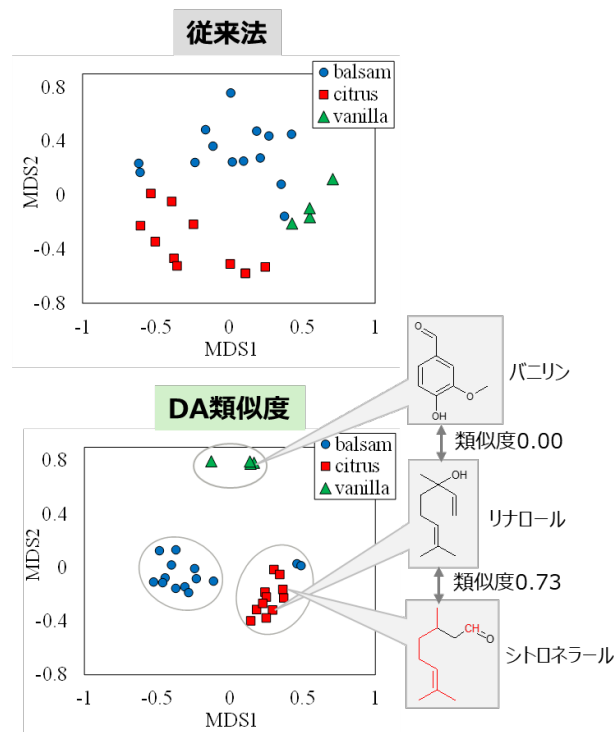 従来法
balsam
citrus
vanilla
0.8
0.4
0
-0.4
-0.8
MDS2
-1
-0.5
0
0.5
1
MDS1
DA類似度
balsam
citrus
vanilla
0.8
0.4
0
-0.4
-0.8
MDS2
-1
-0.5
0
0.5
1
MDS1
O
O
OH
バニリン
類似度0.00
OH
リナロール
類似度0.73
CH
O
シトロネラール